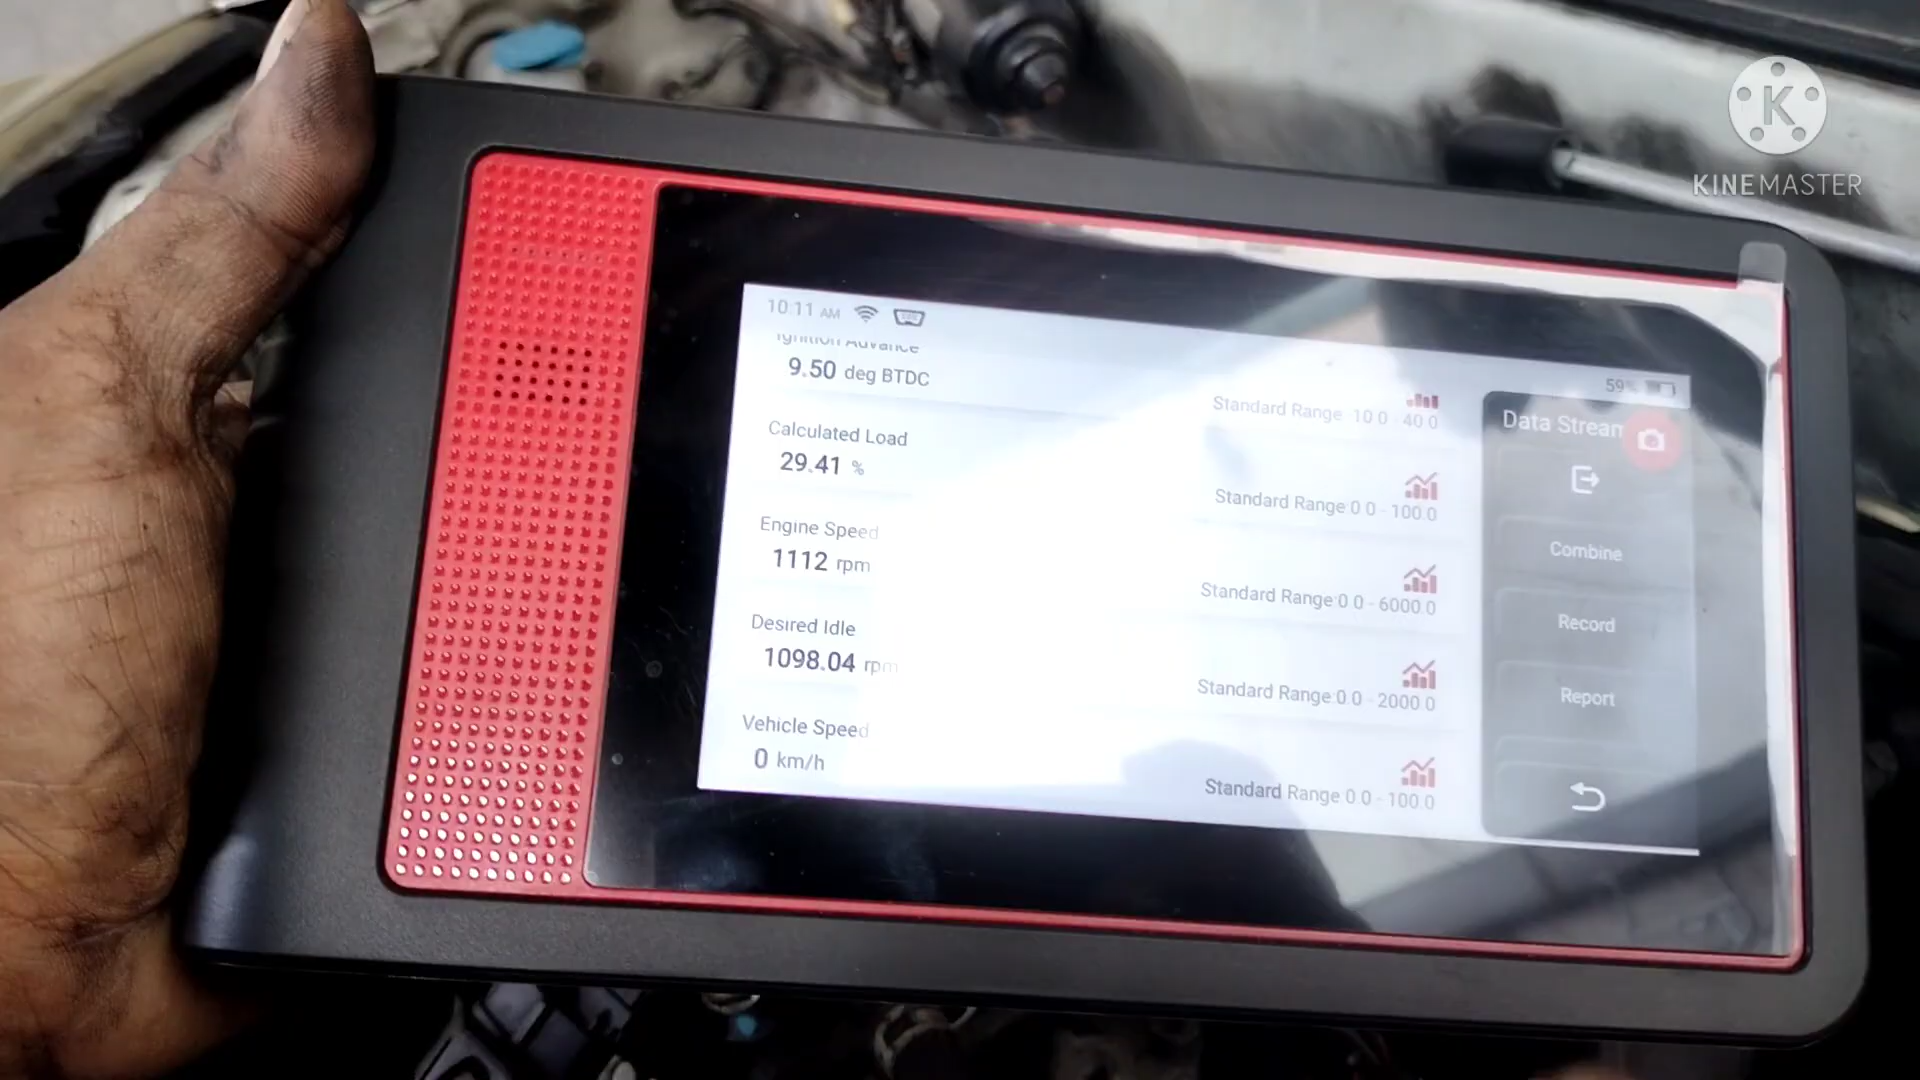 10:11 AM
59%
Ignition Advance
9.50 deg BTDC
Standard Range 10 0 - 40 0
Data Stream
Calculated Load
29.41 %
Standard Range:0 0 - 100.0
Engine Speed
1112 rpm
Standard Range:0 0 - 6000.0
Combine
Desired Idle
1098.04 rpm
Standard Range:0.0 - 2000.0
Record
Report
Vehicle Speed
0 km/h
Standard Range 0.0 - 100.0
K
KINEMASTER